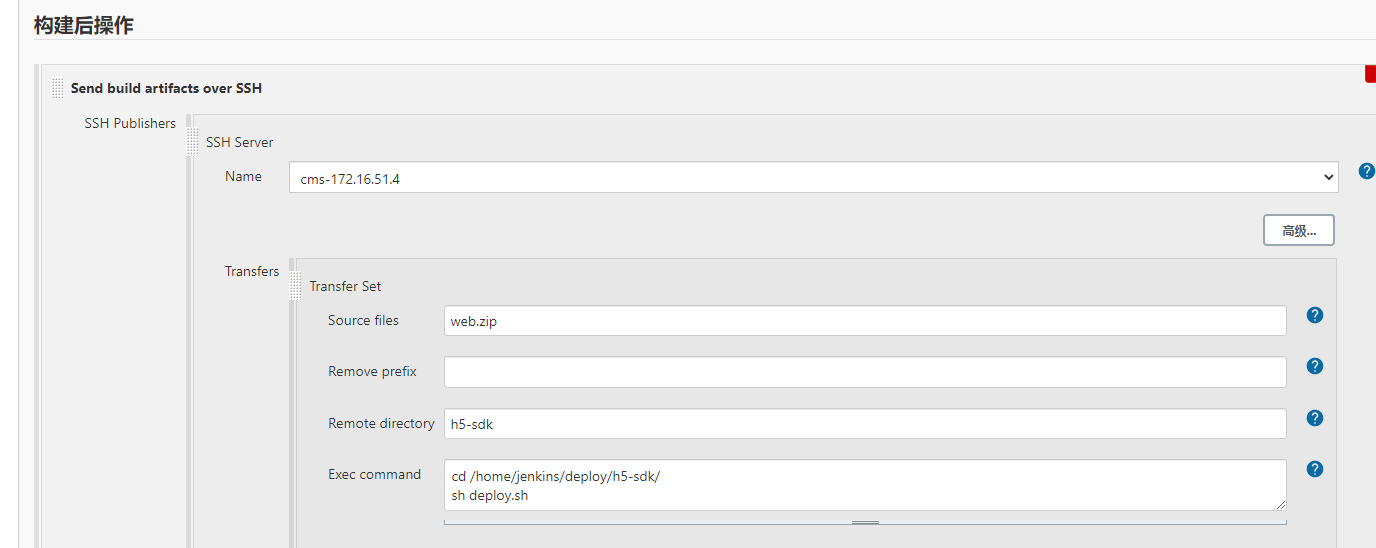 构建后操作
Send build artifacts over SSH
SSH Publishers
SSH Server
Name
cms-172.16.51.4
?
高级...
Transfers
Transfer Set
Source files
web.zip
?
Remove prefix
?
Remote directory
h5-sdk
?
Exec command
cd /home/jenkins/deploy/h5-sdk/
sh deploy.sh
?